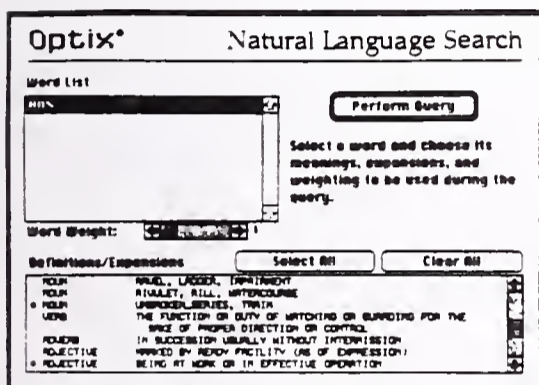 Optix•
Natural Language Search
Word List
Perform Query
Select a word and choose its
meanings, expansions, and
weighting to be used during the
query.
Word Weight:
Definitions/Expansions
Select All
Clear All
NOUN RAVEL, LADDER, IMPAIRMENT
NOUN RIVULET, RILL, WATERCOURSE
• NOUN UNBROKEN_SERIES, TRAIN
VERB THE FUNCTION OR DUTY OF WATCHING OR GUARDING FOR THE
SAKE OF PROPER DIRECTION OR CONTROL
ADVERB IN SUCCESSION USUALLY WITHOUT INTERMISSION
ADJECTIVE MARKED BY READY FACILITY (AS OF EXPRESSION)
• ADJECTIVE BEING AT WORK OR IN EFFECTIVE OPERATION